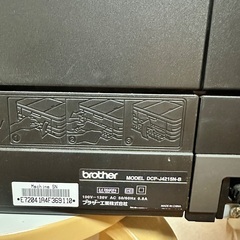 brother
MODEL DCP-J4215N-B
100V-120V AC 50/60Hz 0.6A
ブラザー工業株式会社
Machine SN
*E72041M4F369110*